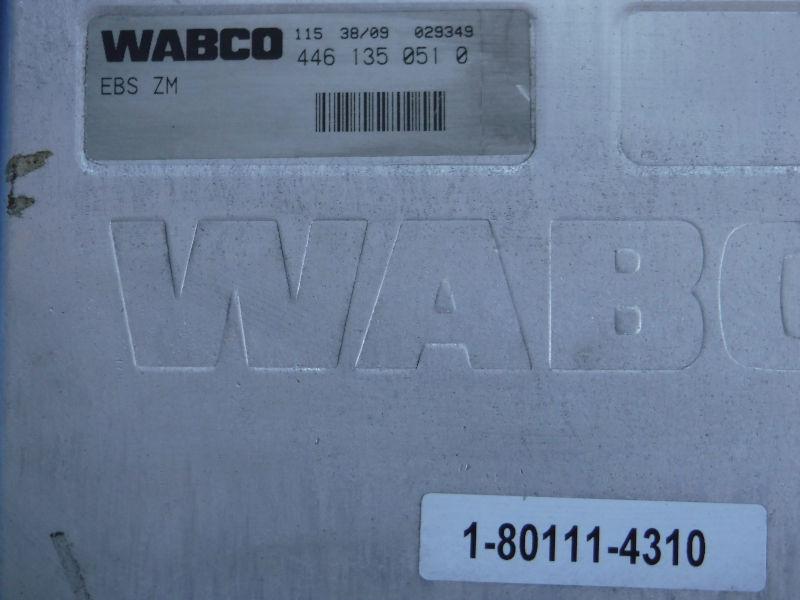 WABCO 115 38/09 029349
446 135 051 0
EBS ZM
WABC
1-80111-4310